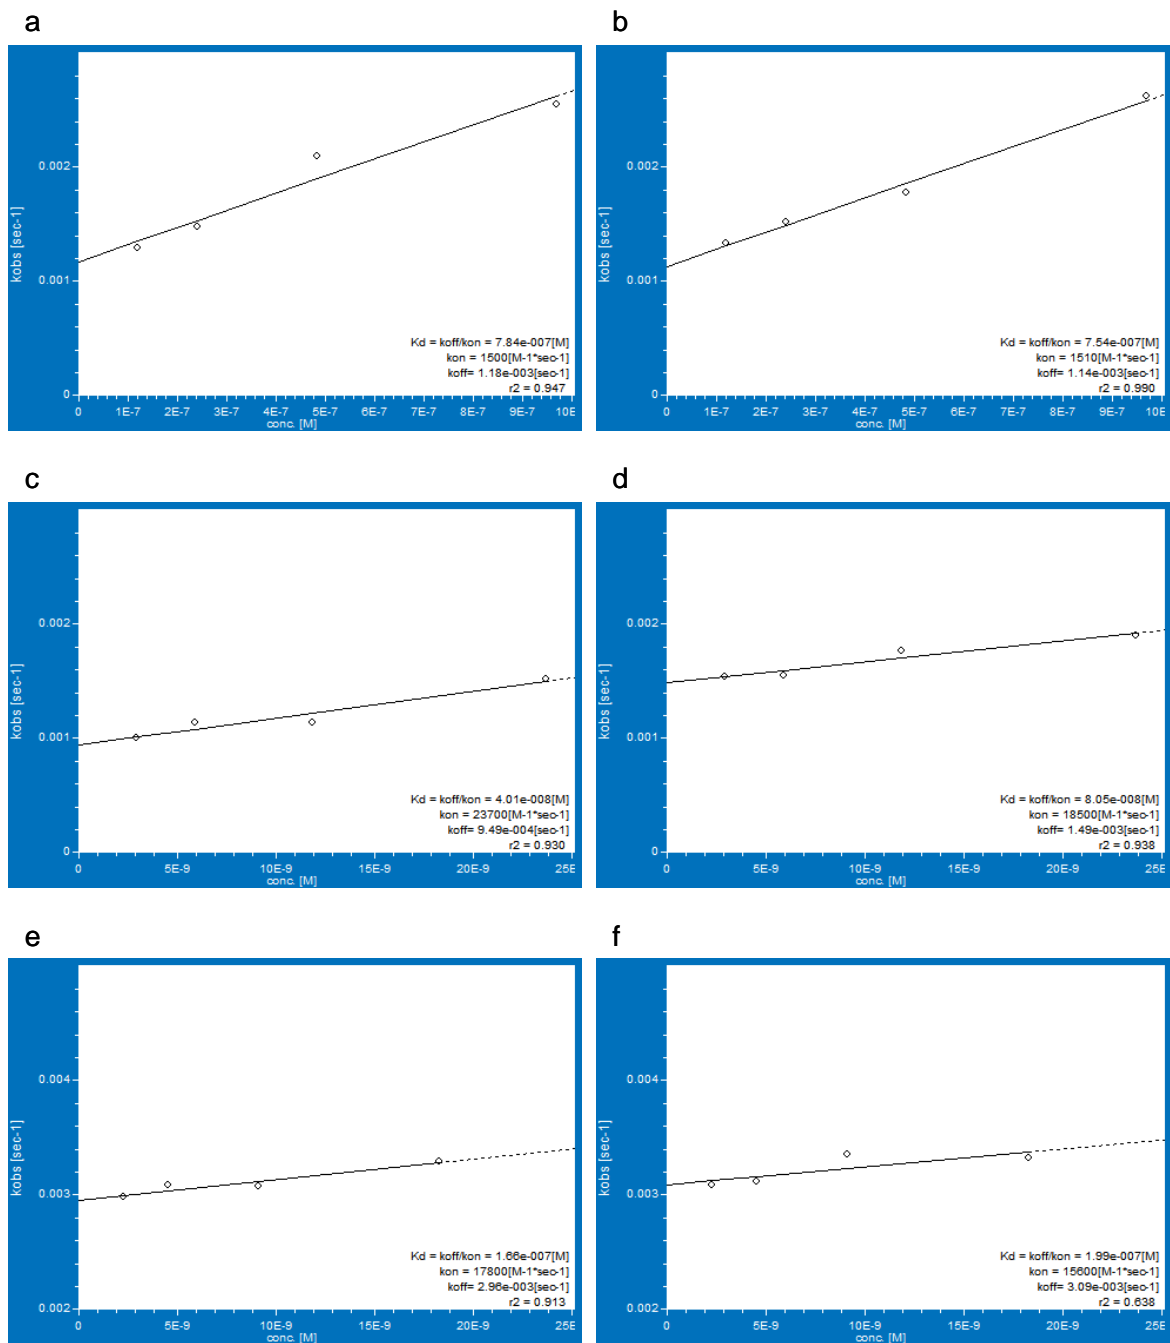 a
kobs [sec-1]
0.002
0.001
0
Kd = koff/kon = 7.84e-007[M]
kon = 1500[M-1*sec-1]
koff= 1.18e-003[sec-1]
r2 = 0.947
0 1E-7 2E-7 3E-7 4E-7 5E-7 6E-7 7E-7 8E-7 9E-7 10E
conc. [M]
b
kobs [sec-1]
0.002
0.001
0
Kd = koff/kon = 7.54e-007[M]
kon = 1510[M-1*sec-1]
koff= 1.14e-003[sec-1]
r2 = 0.990
0 1E-7 2E-7 3E-7 4E-7 5E-7 6E-7 7E-7 8E-7 9E-7 10E
conc. [M]
c
kobs [sec-1]
0.002
0.001
0
Kd = koff/kon = 4.01e-008[M]
kon = 23700[M-1*sec-1]
koff= 9.49e-004[sec-1]
r2 = 0.930
0 5E-9 10E-9 15E-9 20E-9 25E
conc. [M]
d
kobs [sec-1]
0.002
0.001
0
Kd = koff/kon = 8.05e-008[M]
kon = 18500[M-1*sec-1]
koff= 1.49e-003[sec-1]
r2 = 0.938
0 5E-9 10E-9 15E-9 20E-9 25E
conc. [M]
e
kobs [sec-1]
0.004
0.003
0.002
Kd = koff/kon = 1.66e-007[M]
kon = 17800[M-1*sec-1]
koff= 2.96e-003[sec-1]
r2 = 0.913
0 5E-9 10E-9 15E-9 20E-9 25E
conc. [M]
f
kobs [sec-1]
0.004
0.003
0.002
Kd = koff/kon = 1.99e-007[M]
kon = 15600[M-1*sec-1]
koff= 3.09e-003[sec-1]
r2 = 0.638
0 5E-9 10E-9 15E-9 20E-9 25E
conc. [M]